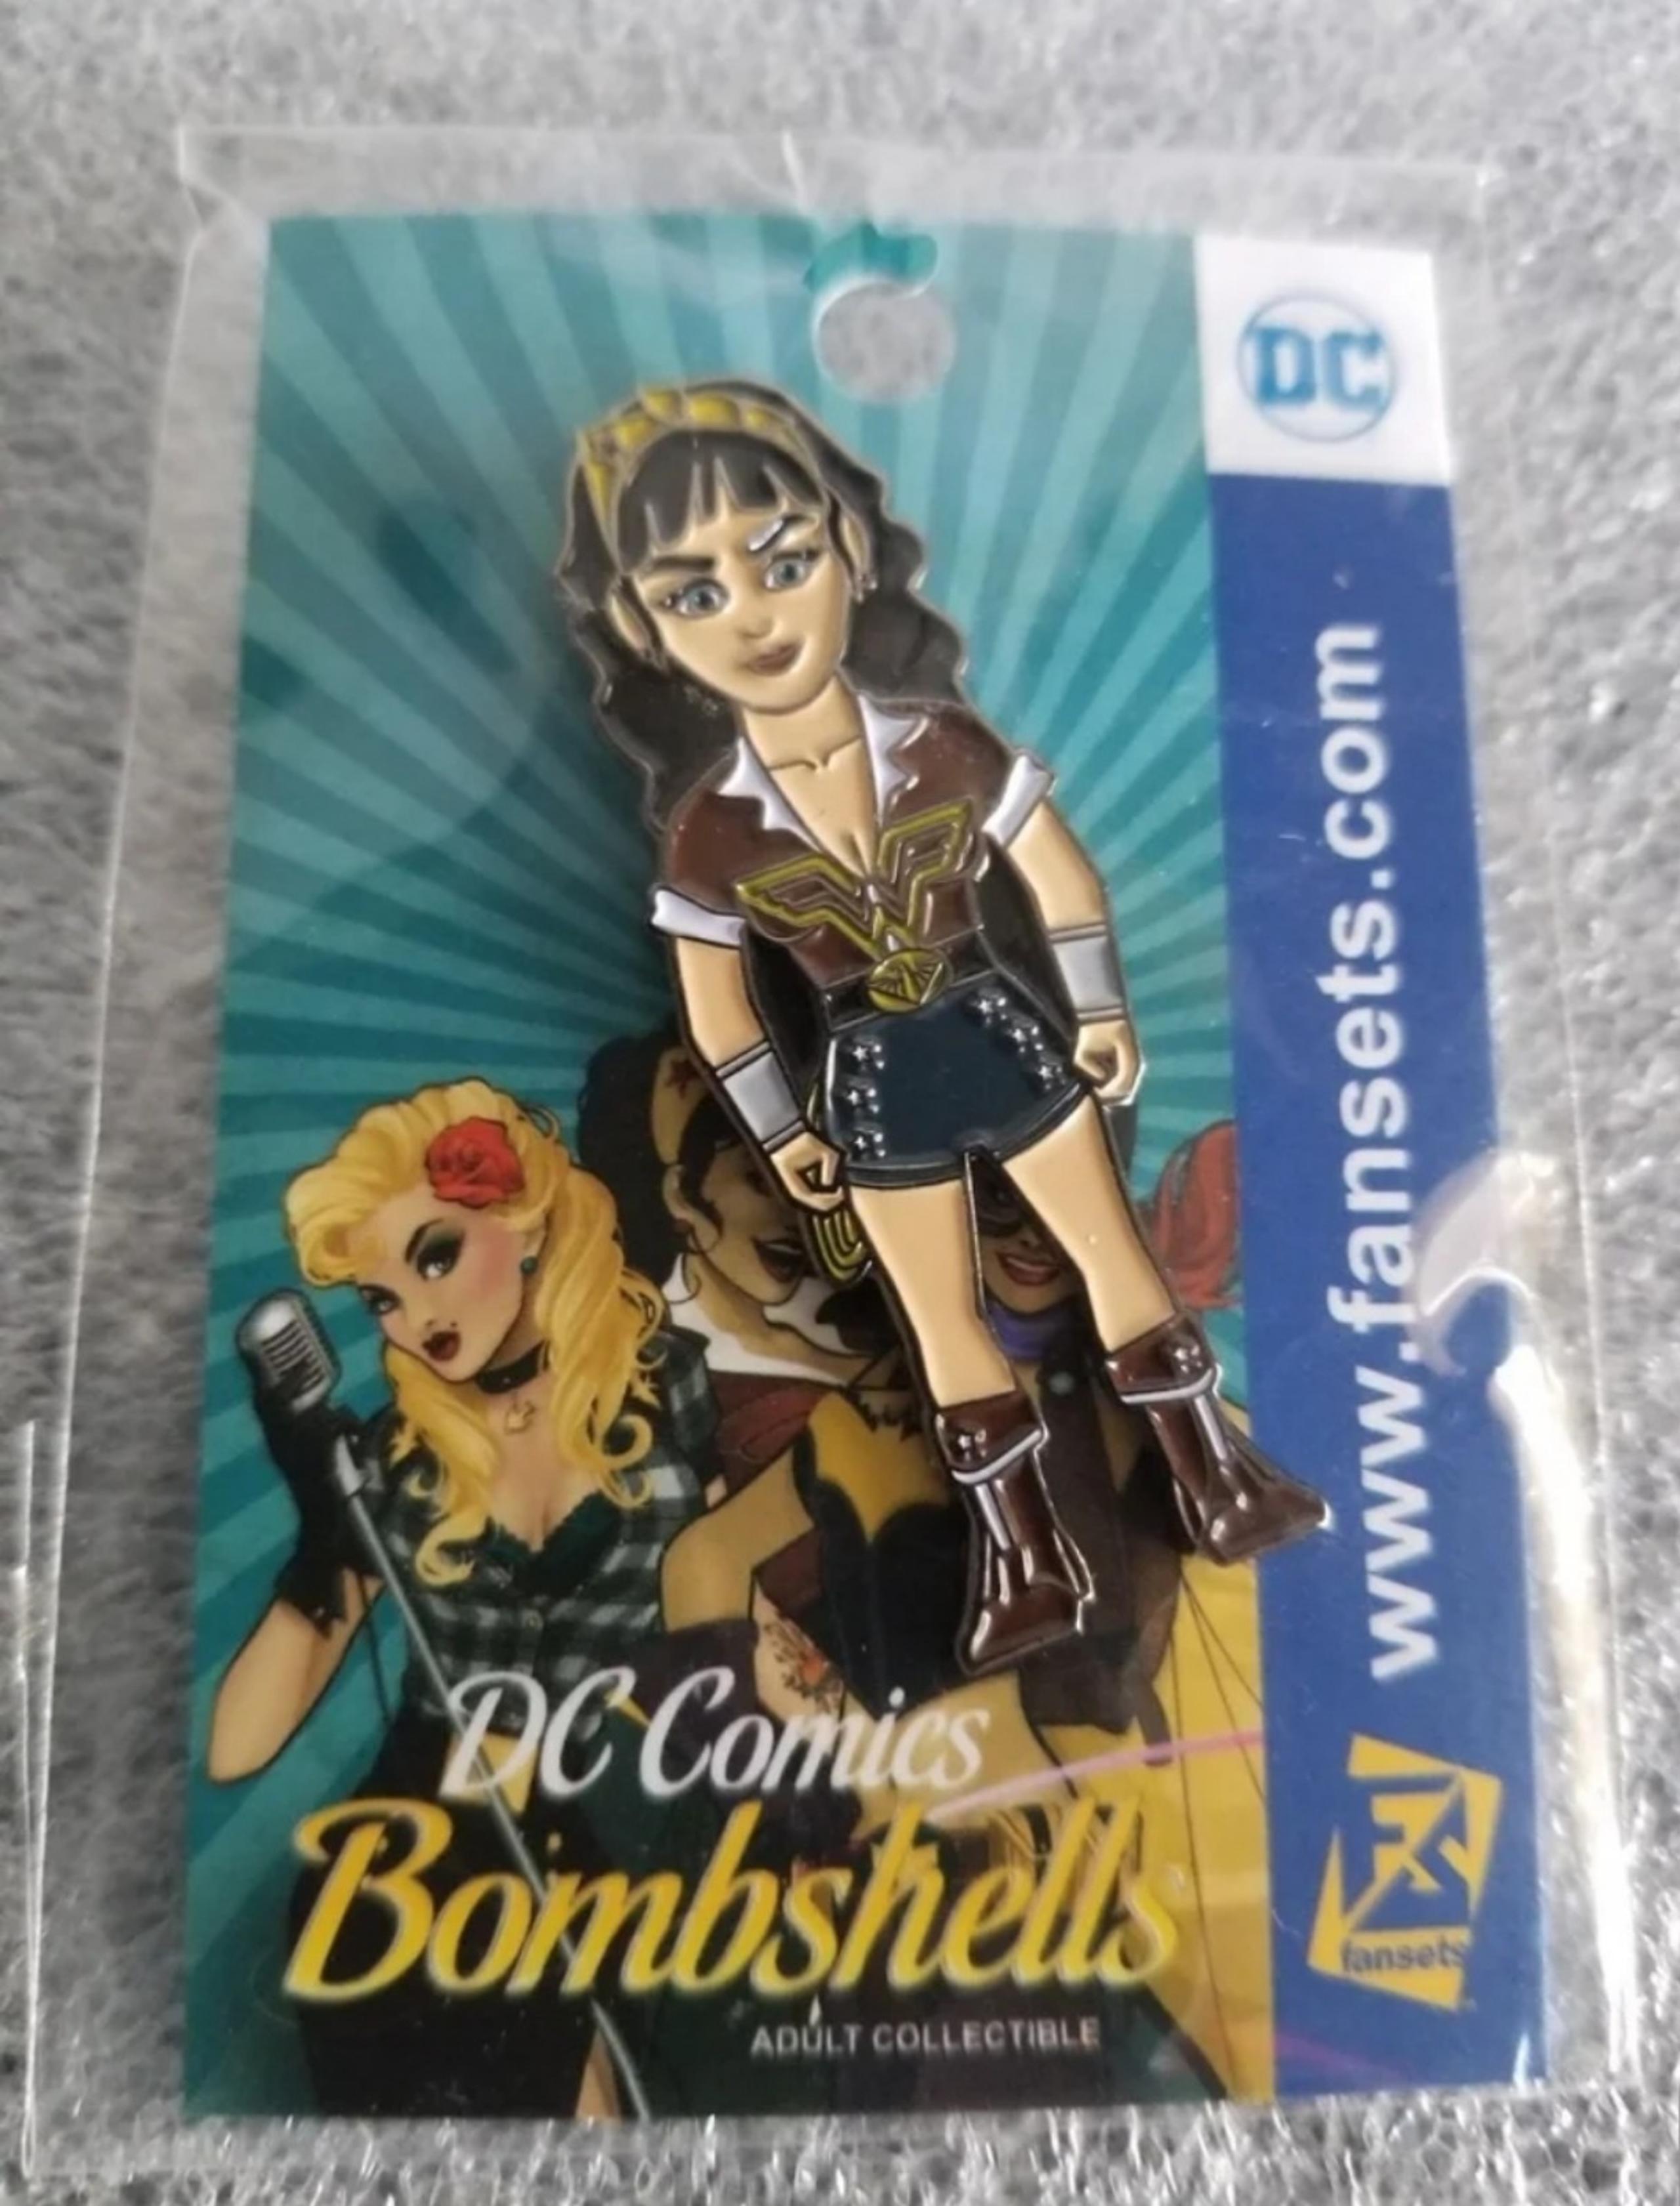 DC
www.fansets.com
DC Comics
Bombshells
ADULT COLLECTIBLE
fansets